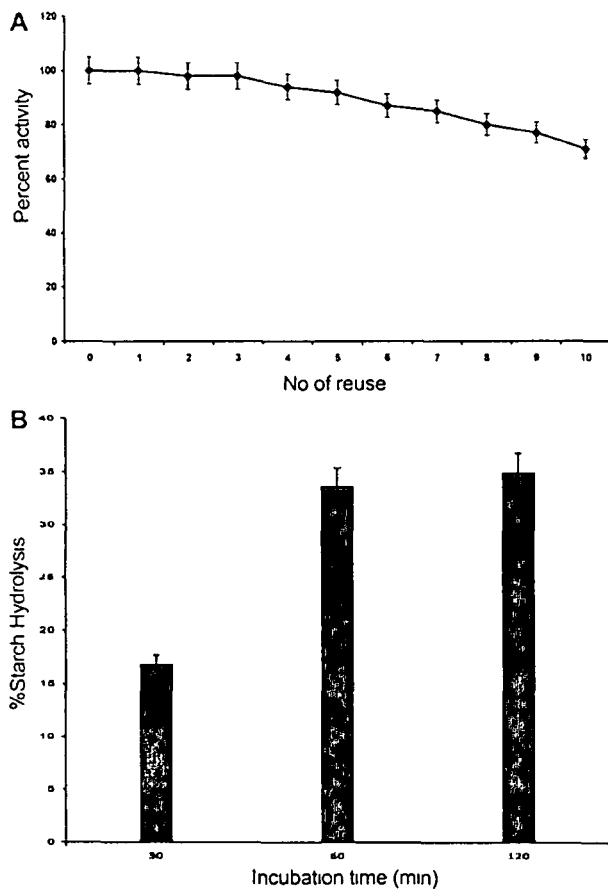 A
120
100
80
60
40
20
0
Percent activity
0 1 2 3 4 5 6 7 8 9 10
No of reuse
B
40
35
30
25
20
15
10
5
0
%Starch Hydrolysis
30 60 120
Incubation time (min)